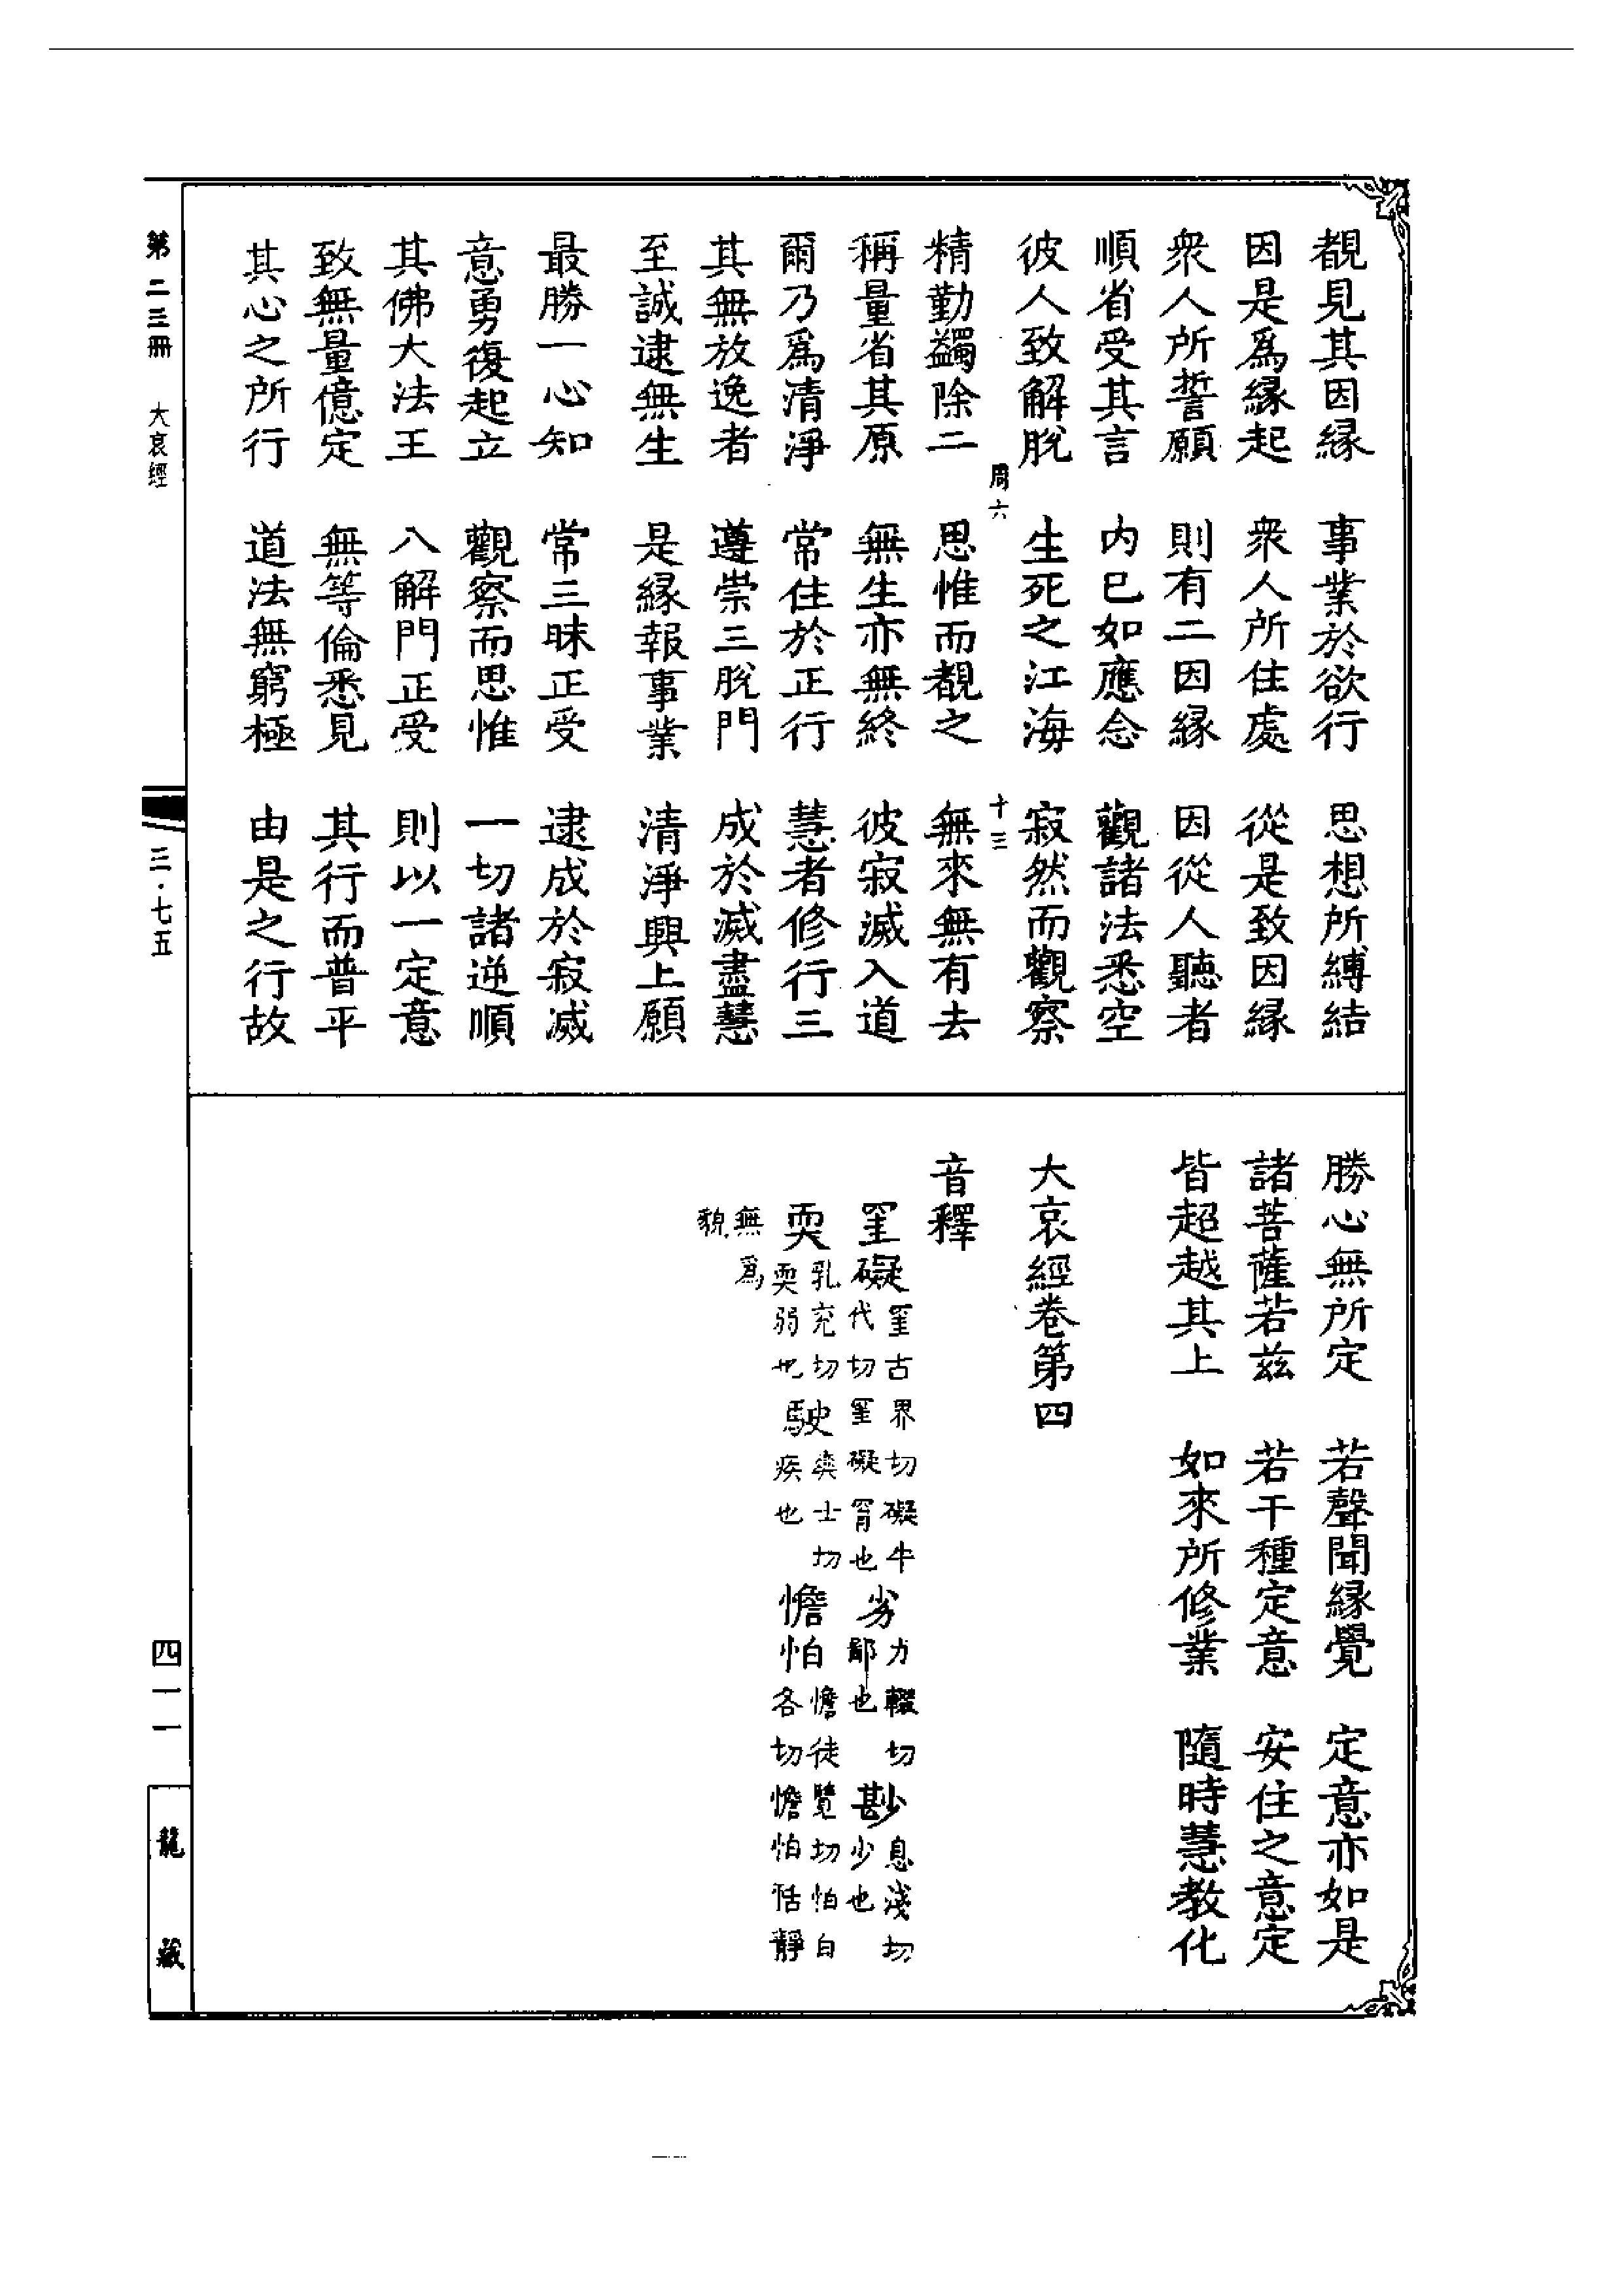 覩見其因緣　事業於欲行　思想所縛結
因是爲緣起　衆人所住處　從是致因緣
衆人所誓願　則有二因緣　因從人聽者
順省受其言　内已如應念　觀諸法悉空
彼人致解脫　生死之江海　寂然而觀察
周六　十三
精勤蠲除二　思惟而覩之　無來無有去
稱量省其原　無生亦無終　彼寂滅入道
爾乃爲清淨　常住於正行　慧者修行三
其無放逸者　遵崇三脫門　成於滅盡慧
至誠逮無生　是緣報事業　清淨興上願
最勝一心知　常三昧正受　逮成於寂滅
意勇復起立　觀察而思惟　一切諸逆順
其佛大法王　八解門正受　則以一定意
致無量億定　無等倫悉見　其行而普平
其心之所行　道法無窮極　由是之行故
勝心無所定　若聲聞緣覺　定意亦如是
諸菩薩若兹　若干種定意　安住之意定
皆超越其上　如來所修業　隨時慧教化
大哀經卷第四
音釋
罣礙　罣古界切礙牛代切罣礙罥也　劣　力輟切鄙也　尠　息淺切少也
耎　乳兖切耎弱也　駛　爽士切疾也　憺怕　憺徒覽切怕白各切憺怕恬靜
無爲貌
第二三冊　大哀經　三·七五　四一一　龍藏